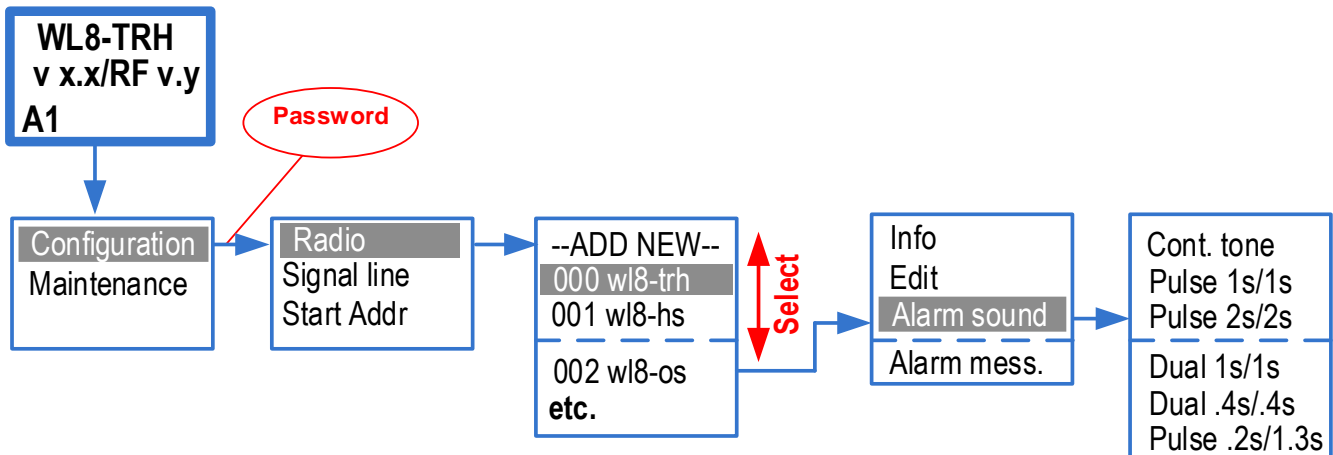 WL8-TRH
v x.x/RF v.y
A1
Password
Configuration
Maintenance
Radio
Signal line
Start Addr
--ADD NEW--
000 wl8-trh
001 wl8-hs
002 wl8-os
etc.
Select
Info
Edit
Alarm sound
Alarm mess.
Cont. tone
Pulse 1s/1s
Pulse 2s/2s
Dual 1s/1s
Dual .4s/.4s
Pulse .2s/1.3s